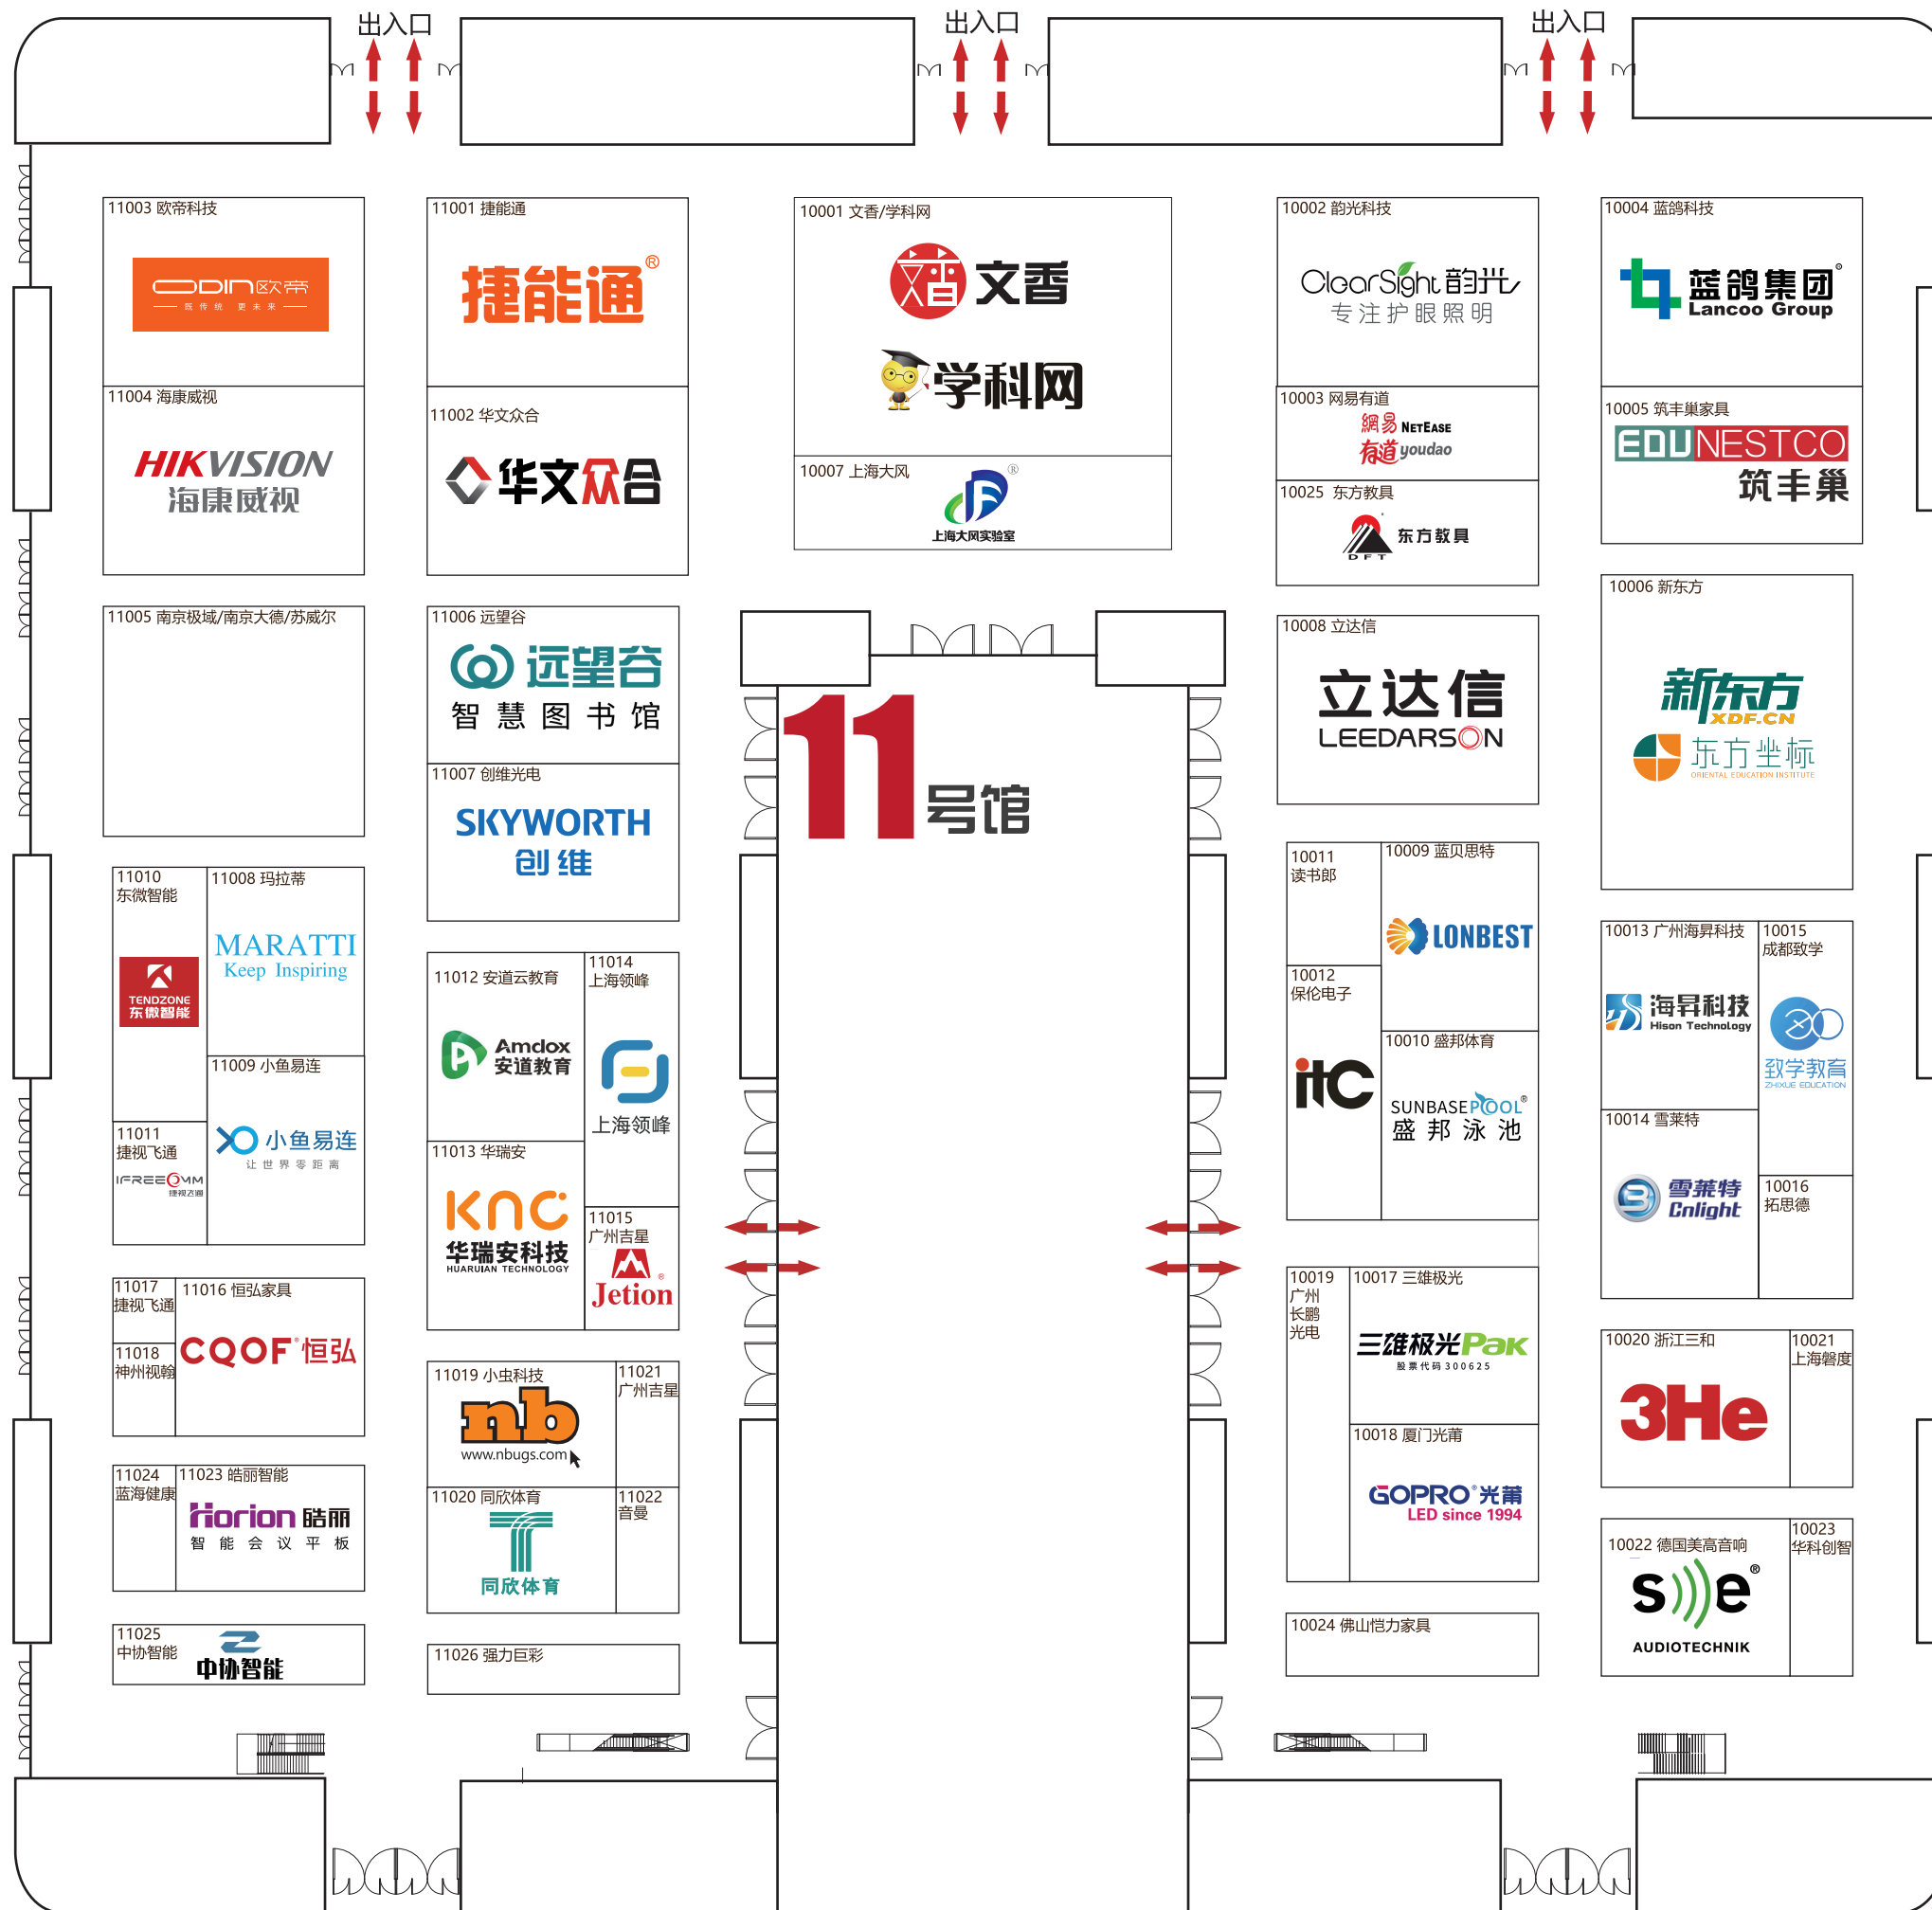 出入口
出入口
出入口
11003 欧帝科技
ODIN欧帝
既传统 更未来
11004 海康威视
HIKVISION
海康威视
11001 捷能通
捷能通®
11002 华文众合
华文众合
10001 文香/学科网
文香
学科网
10007 上海大风
®
上海大风实验室
10002 韵光科技
ClearSight 韵光
专注护眼照明
10003 网易有道
網易 NETEASE
有道 youdao
10025 东方教具
DFT
东方教具
10004 蓝鸽科技
蓝鸽集团®
Lancoo Group
10005 筑丰巢家具
EDUNESTCO
筑丰巢
11005 南京极域/南京大德/苏威尔
11006 远望谷
远望谷
智慧图书馆
11007 创维光电
SKYWORTH
创维
11号馆
10008 立达信
立达信
LEEDARSON
10006 新东方
新东方
XDF.CN
东方坐标
ORIENTAL EDUCATION INSTITUTE
11010
东微智能
TENDZONE
东微智能
11008 玛拉蒂
MARATTI
Keep Inspiring
11009 小鱼易连
小鱼易连
让世界零距离
11011
捷视飞通
IFREECOMM
捷视飞通
11012 安道云教育
Amdox
安道教育
11014
上海领峰
上海领峰
11013 华瑞安
KNC
华瑞安科技
HUARUIAN TECHNOLOGY
11015
广州吉星
Jetion®
10011
读书郎
10009 蓝贝思特
LONBEST
10012
保伦电子
itC
10010 盛邦体育
SUNBASEPOOL®
盛邦泳池
10013 广州海昇科技
海昇科技
Hison Technology
10015
成都致学
致学教育
ZHIXUE EDUCATION
10014 雪莱特
雪莱特
Cnlight
10016
拓思德
11017
捷视飞通
11016 恒弘家具
CQOF®恒弘
11018
神州视翰
11019 小虫科技
nb
www.nbugs.com
11021
广州吉星
11020 同欣体育
同欣体育
11022
音曼
10019
广州
长鹏
光电
10017 三雄极光
三雄极光Pak
股票代码 300625
10018 厦门光莆
GOPRO®光莆
LED since 1994
10020 浙江三和
3He
10021
上海磐度
11024
蓝海健康
11023 皓丽智能
Horion 皓丽
智能会议平板
11025
中协智能
中协智能
11026 强力巨彩
10024 佛山恺力家具
10022 德国美高音响
s)))e®
AUDIOTECHNIK
10023
华科创智